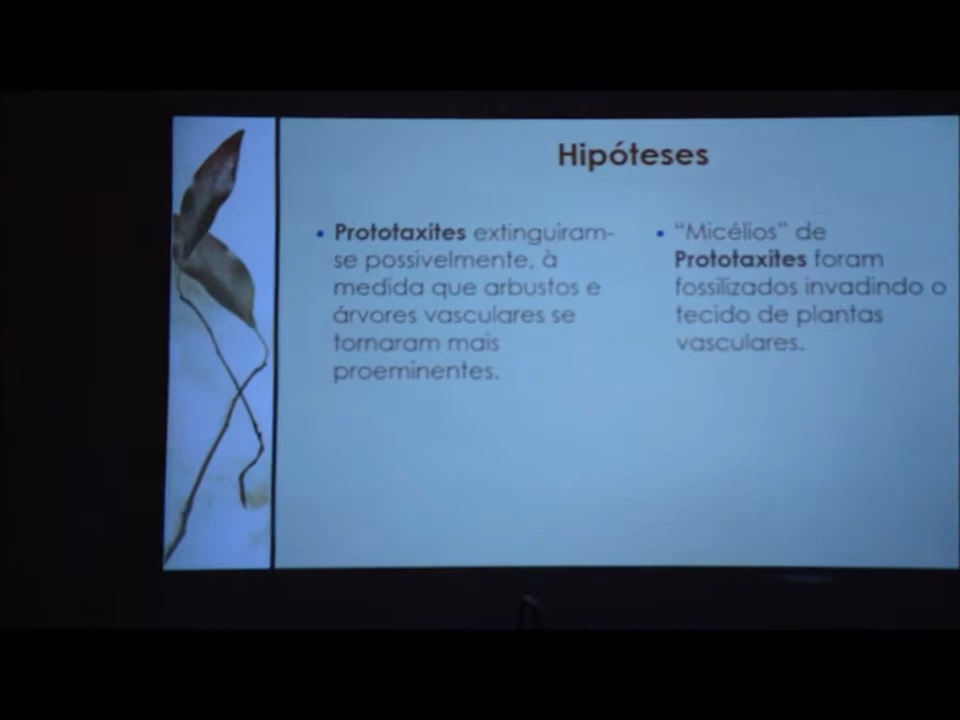 Hipóteses
• Prototaxites extinguiram-
se possivelmente, à
medida que arbustos e
árvores vasculares se
tornaram mais
proeminentes.
• “Micélios” de
Prototaxites foram
fossilizados invadindo o
tecido de plantas
vasculares.